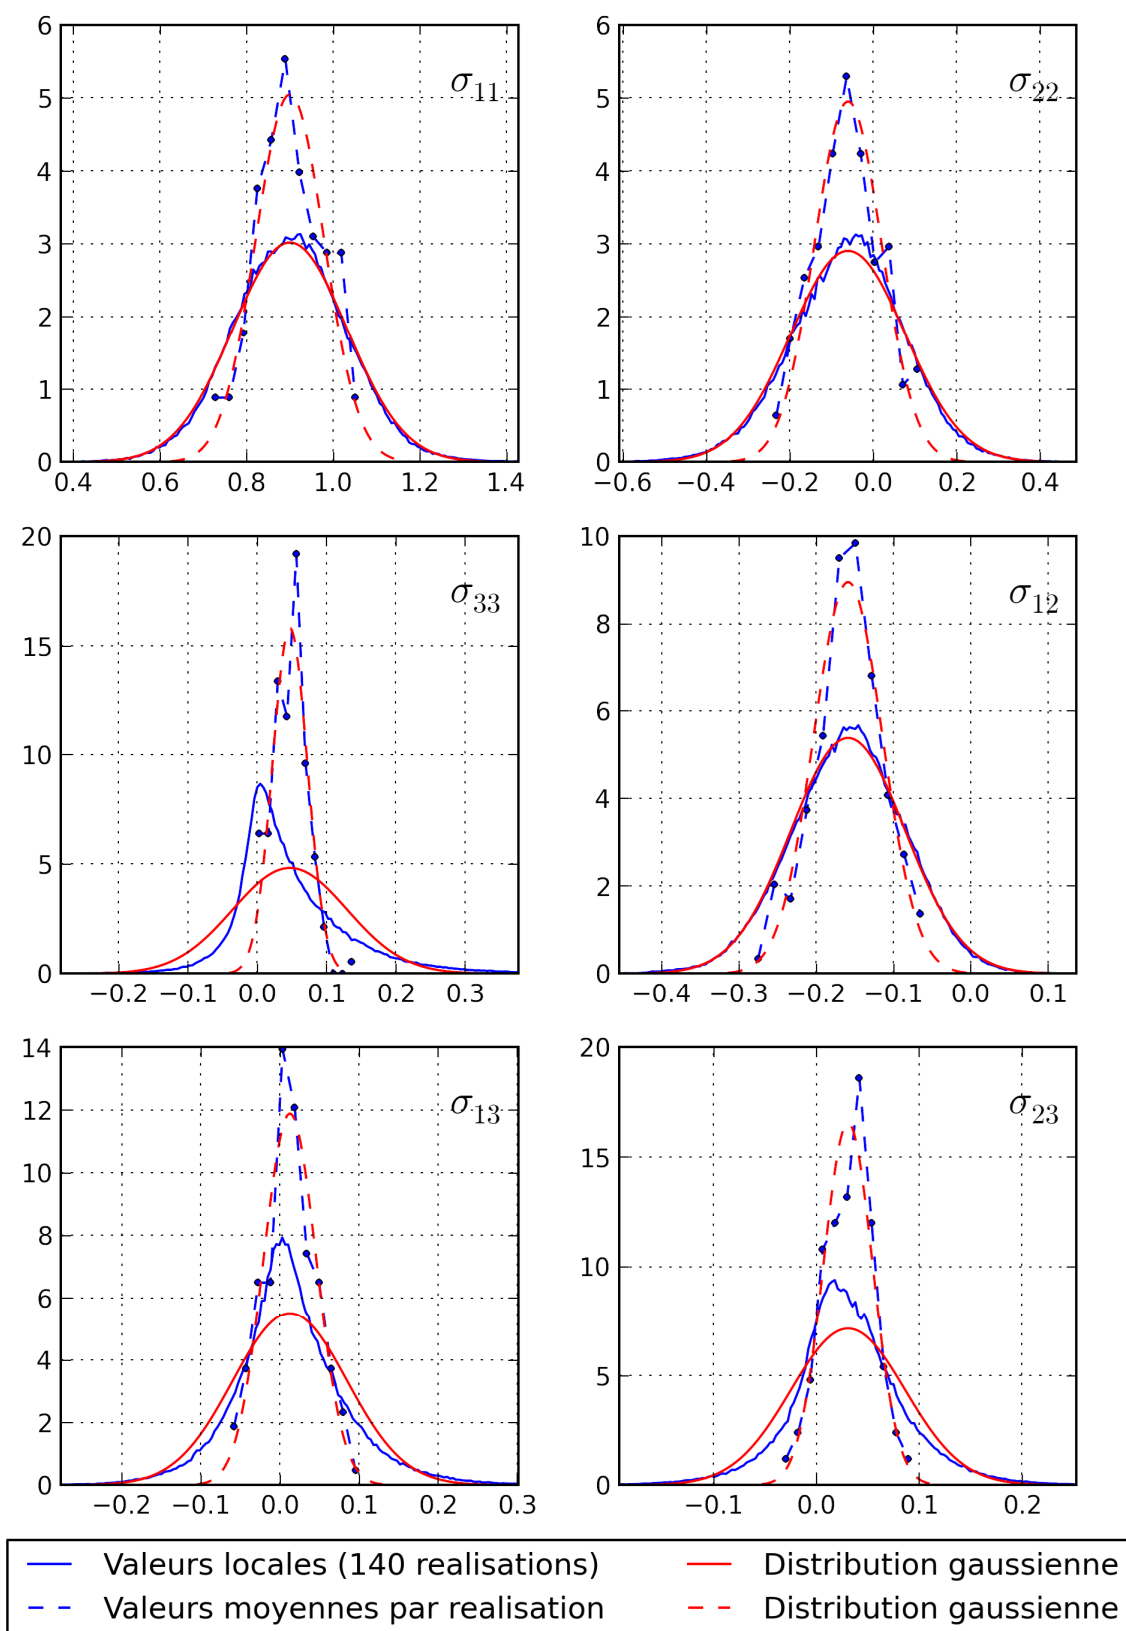 6
5
4
3
2
1
0
σ11
0.4 0.6 0.8 1.0 1.2 1.4
6
5
4
3
2
1
0
σ22
−0.6 −0.4 −0.2 0.0 0.2 0.4
20
15
10
5
0
σ33
−0.2 −0.1 0.0 0.1 0.2 0.3
10
8
6
4
2
0
σ12
−0.4 −0.3 −0.2 −0.1 0.0 0.1
14
12
10
8
6
4
2
0
σ13
−0.2 −0.1 0.0 0.1 0.2 0.3
20
15
10
5
0
σ23
−0.1 0.0 0.1 0.2
Valeurs locales (140 realisations)
Valeurs moyennes par realisation
Distribution gaussienne
Distribution gaussienne